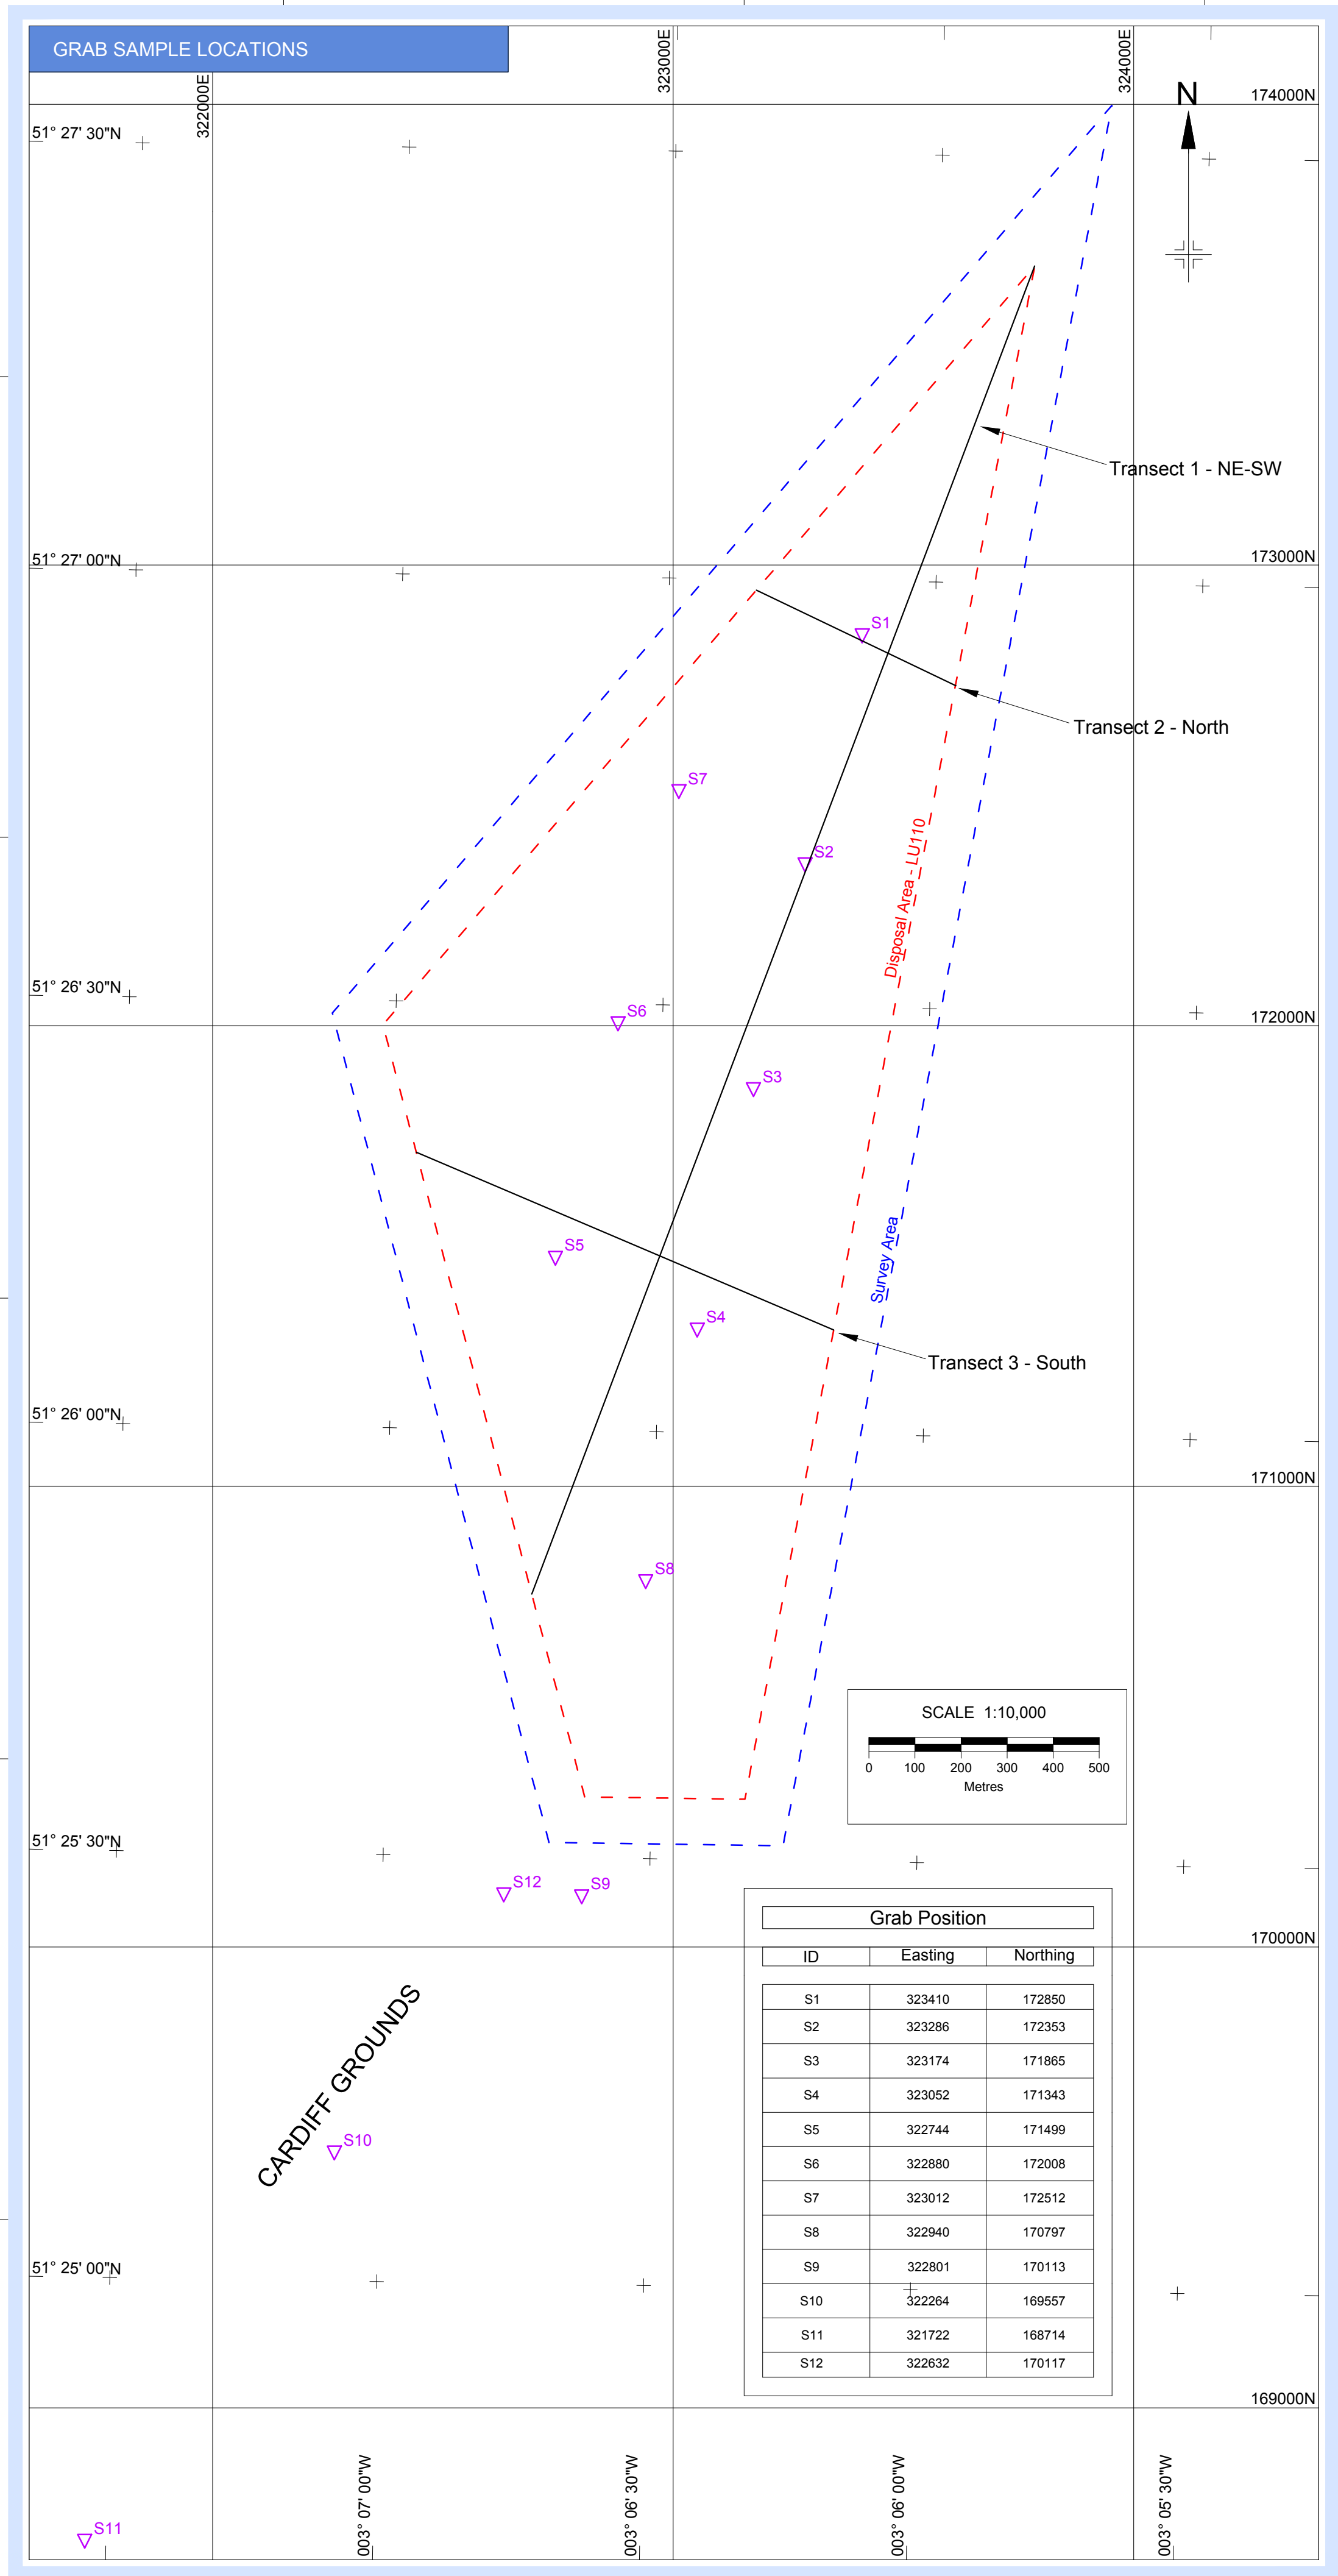 GRAB SAMPLE LOCATIONS
322000E
323000E
324000E
N
174000N
51° 27' 30"N
Transect 1 - NE-SW
51° 27' 00"N
173000N
S1
Transect 2 - North
S7
S2
Disposal Area - LU110
51° 26' 30"N
S6
172000N
S3
Survey Area
S5
S4
Transect 3 - South
51° 26' 00"N
171000N
S8
SCALE 1:10,000
0 100 200 300 400 500
Metres
51° 25' 30"N
S12
S9
Grab Position
170000N
ID Easting Northing
S1 323410 172850
S2 323286 172353
S3 323174 171865
S4 323052 171343
S5 322744 171499
S6 322880 172008
S7 323012 172512
S8 322940 170797
S9 322801 170113
S10 322264 169557
S11 321722 168714
S12 322632 170117
CARDIFF GROUNDS
S10
51° 25' 00"N
169000N
003° 07' 00"W
003° 06' 30"W
003° 06' 00"W
003° 05' 30"W
S11